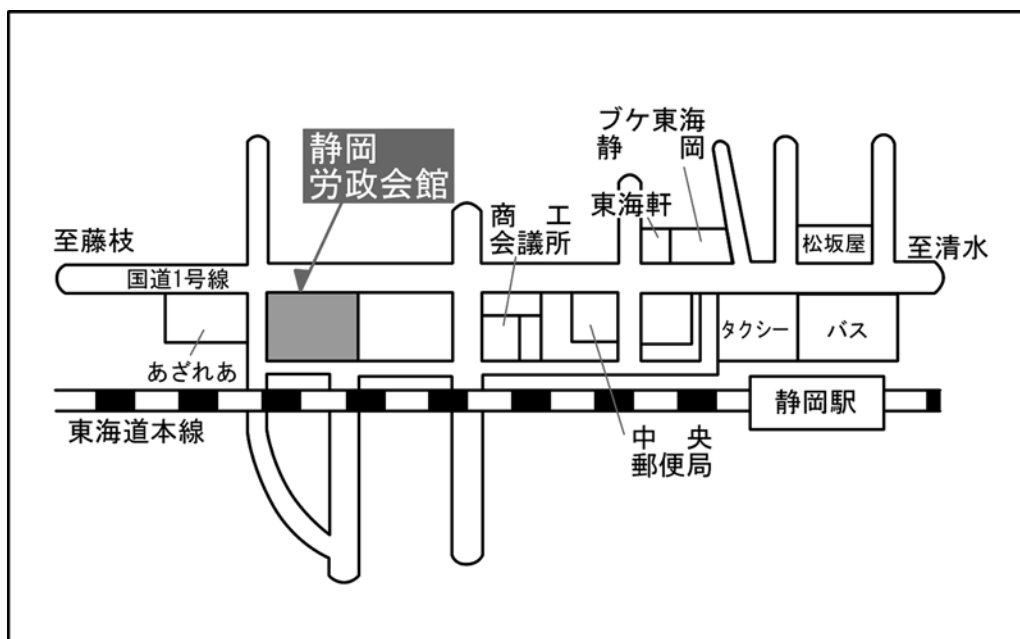 ブケ東海
静岡
静岡
労政会館
東海軒
商工
会議所
至藤枝
松坂屋
至清水
国道1号線
タクシー
バス
あざれあ
静岡駅
東海道本線
中央
郵便局